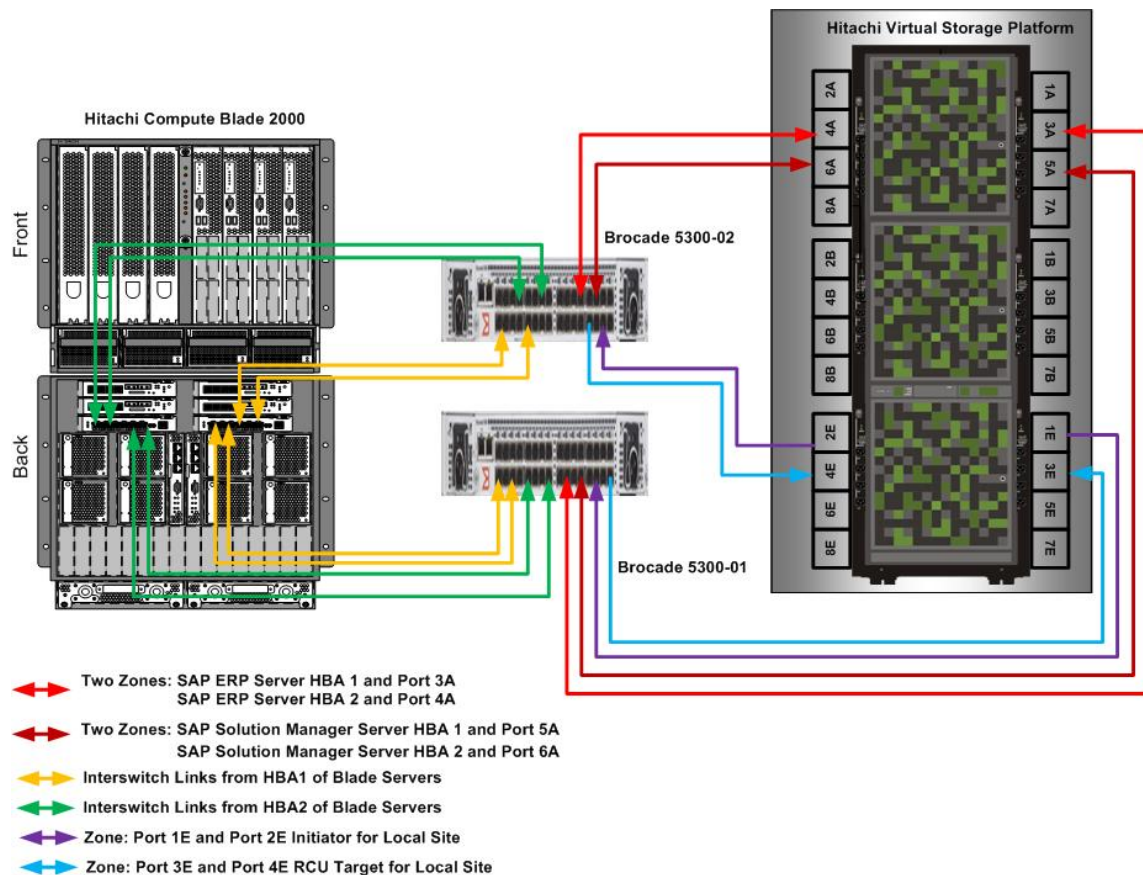 Hitachi Virtual Storage Platform
Hitachi Compute Blade 2000
Front
Back
Brocade 5300-02
Brocade 5300-01
2A
4A
6A
8A
2B
4B
6B
8B
2E
4E
6E
8E
1A
3A
5A
7A
1B
3B
5B
7B
1E
3E
5E
7E
Two Zones: SAP ERP Server HBA 1 and Port 3A
SAP ERP Server HBA 2 and Port 4A
Two Zones: SAP Solution Manager Server HBA 1 and Port 5A
SAP Solution Manager Server HBA 2 and Port 6A
Interswitch Links from HBA1 of Blade Servers
Interswitch Links from HBA2 of Blade Servers
Zone: Port 1E and Port 2E Initiator for Local Site
Zone: Port 3E and Port 4E RCU Target for Local Site